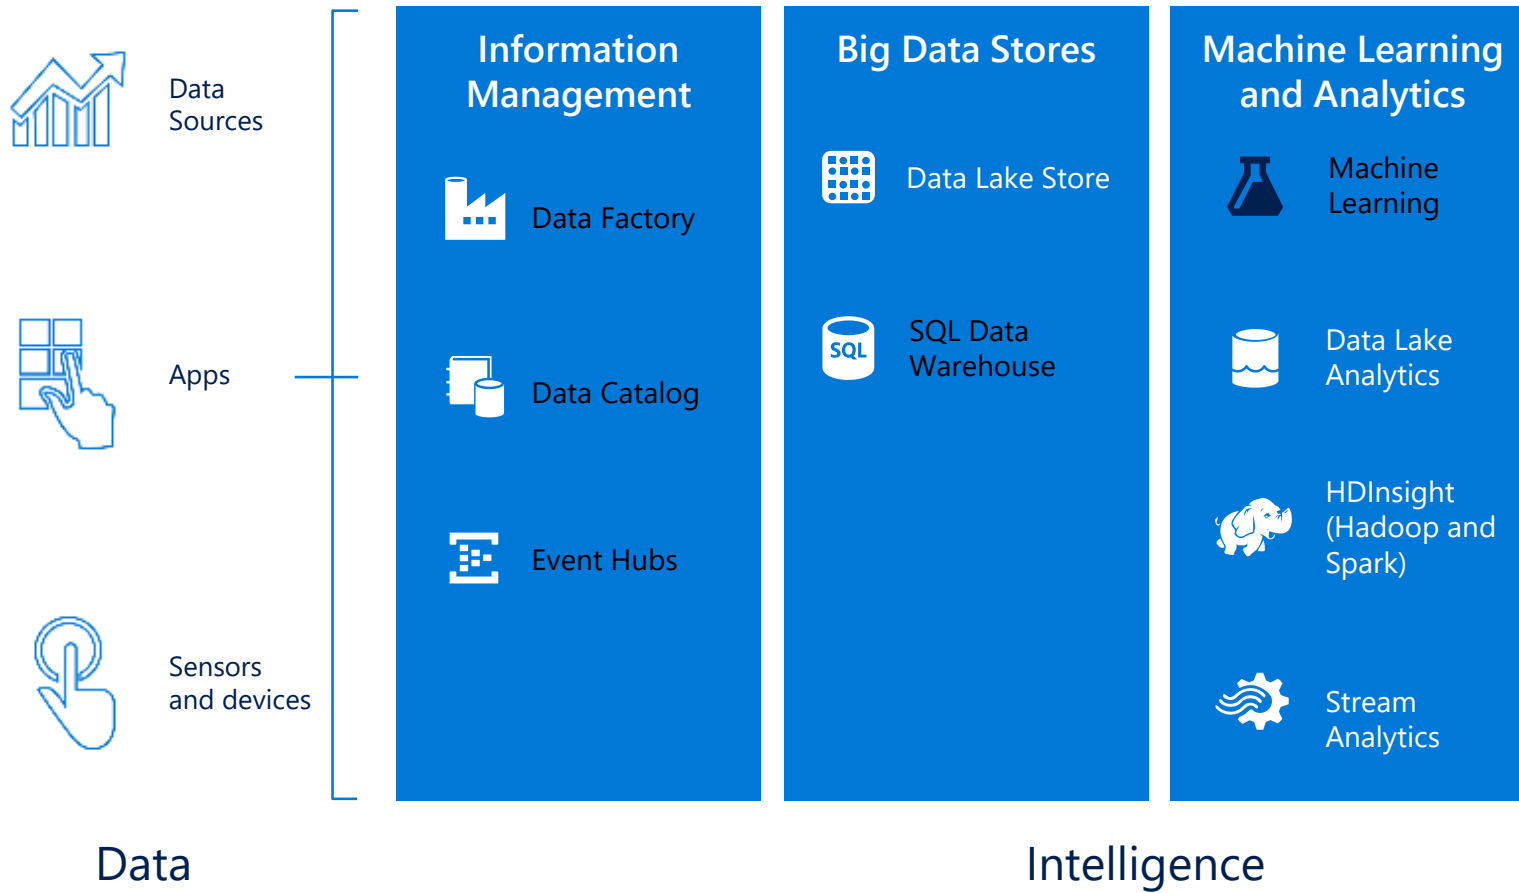 Data
Sources
Apps
Sensors
and devices
Information
Management
Data Factory
Data Catalog
Event Hubs
Big Data Stores
Data Lake Store
SQL
SQL Data
Warehouse
Machine Learning
and Analytics
Machine
Learning
Data Lake
Analytics
HDInsight
(Hadoop and
Spark)
Stream
Analytics
Data
Intelligence